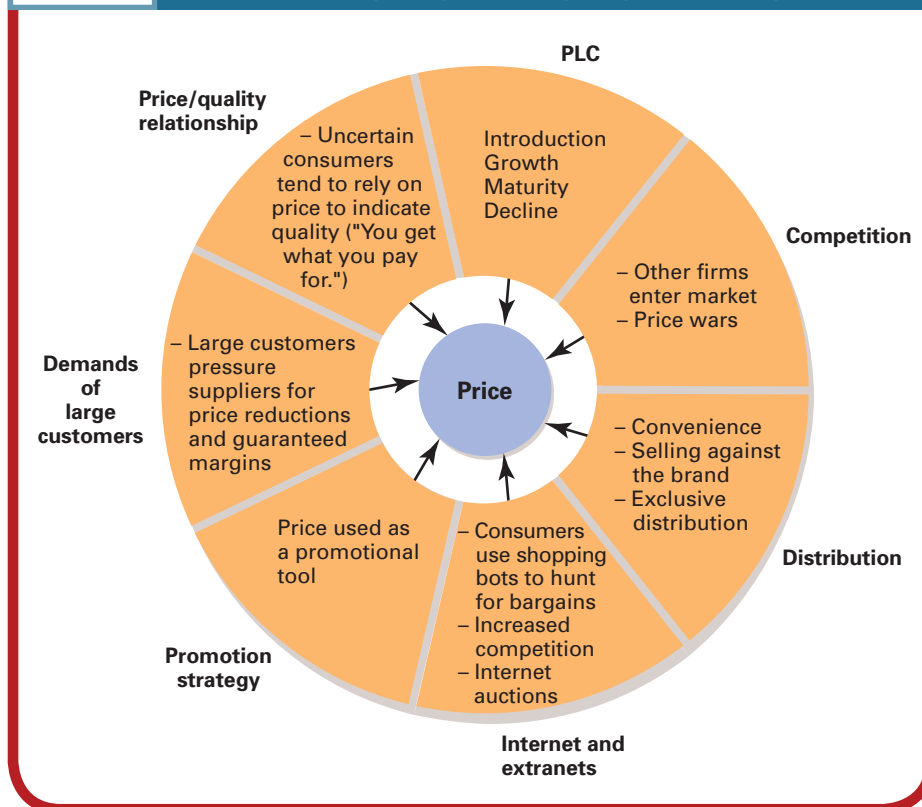 PLC
Introduction
Growth
Maturity
Decline
Competition
– Other firms
enter market
– Price wars
Distribution
– Convenience
– Selling against
the brand
– Exclusive
distribution
Internet and
extranets
– Consumers
use shopping
bots to hunt
for bargains
– Increased
competition
– Internet
auctions
Promotion
strategy
Price used as
a promotional
tool
Demands
of
large
customers
– Large customers
pressure
suppliers for
price reductions
and guaranteed
margins
Price/quality
relationship
– Uncertain
consumers
tend to rely on
price to indicate
quality ("You get
what you pay
for.")
Price